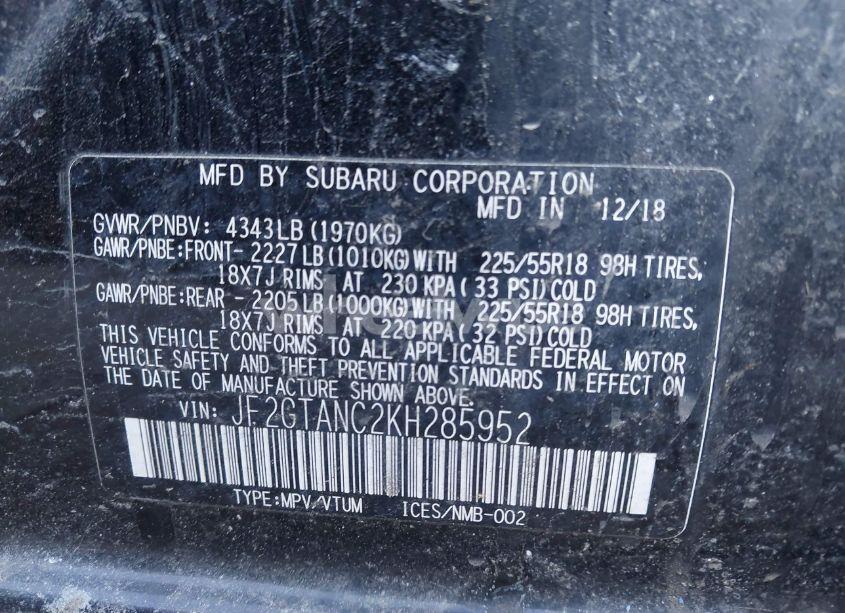 MFD BY SUBARU CORPORATION
MFD IN 12/18
GVWR/PNBV: 4343LB (1970KG)
GAWR/PNBE:FRONT- 2227LB (1010KG) WITH 225/55R18 98H TIRES,
18X7J RIMS AT 230 KPA ( 33 PSI) COLD
GAWR/PNBE:REAR - 2205LB (1000KG) WITH 225/55R18 98H TIRES,
18X7J RIMS AT 220 KPA ( 32 PSI) COLD
THIS VEHICLE CONFORMS TO ALL APPLICABLE FEDERAL MOTOR
VEHICLE SAFETY AND THEFT PREVENTION STANDARDS IN EFFECT ON
THE DATE OF MANUFACTURE SHOWN ABOVE.
VIN: JF2GTANC2KH285952
TYPE:MPV/VTUM ICES/NMB-002